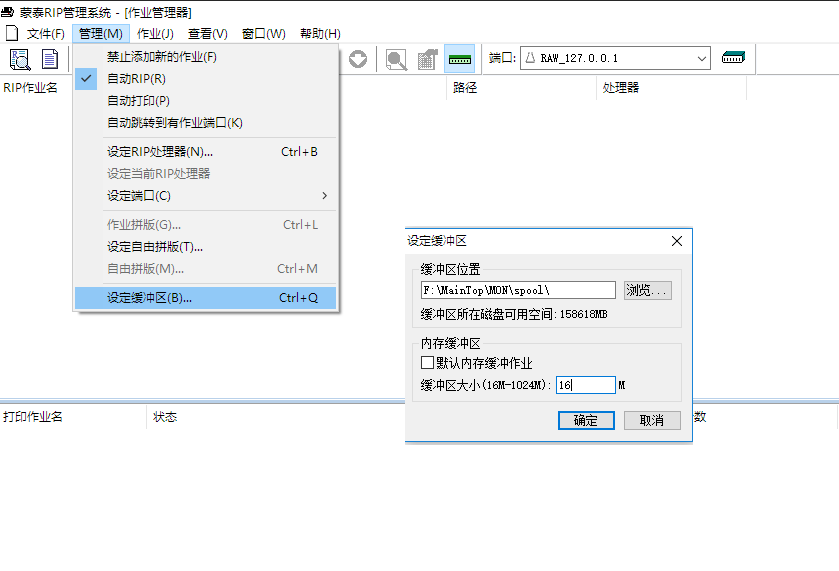 蒙泰RIP管理系统 - [作业管理器]
文件(F) 管理(M) 作业(J) 查看(V) 窗口(W) 帮助(H)
端口: RAW_127.0.0.1
RIP作业名 路径 处理器
禁止添加新的作业(F)
自动RIP(R)
自动打印(P)
自动跳转到有作业端口(K)
设定RIP处理器(N)... Ctrl+B
设定当前RIP处理器
设定端口(C)
作业拼版(G)... Ctrl+L
设定自由拼版(T)...
自由拼版(M)... Ctrl+M
设定缓冲区(B)... Ctrl+Q
设定缓冲区
缓冲区位置
F:\MainTop\MON\spool\ 浏览...
缓冲区所在磁盘可用空间:158618MB
内存缓冲区
默认内存缓冲作业
缓冲区大小(16M-1024M): 16 M
确定 取消
打印作业名 状态 数